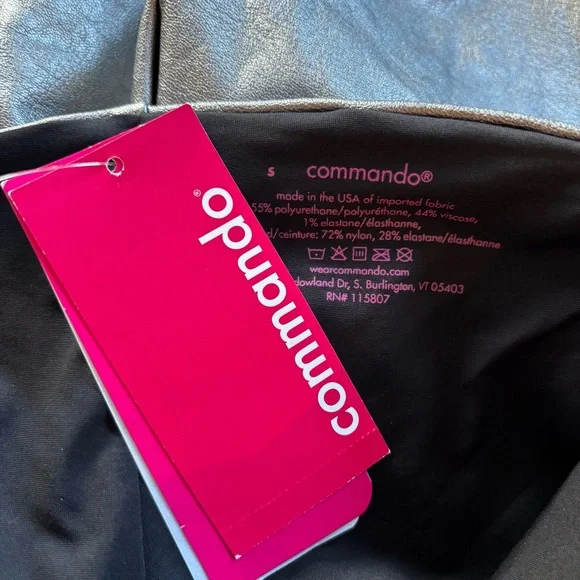 commando®
s commando®
made in the USA of imported fabric
55% polyurethane/polyuréthane, 44% viscose,
1% elastane/élasthanne,
/ceinture: 72% nylon, 28% elastane/élasthanne
wearcommando.com
Dr, S. Burlington, VT 05403
RN# 115807